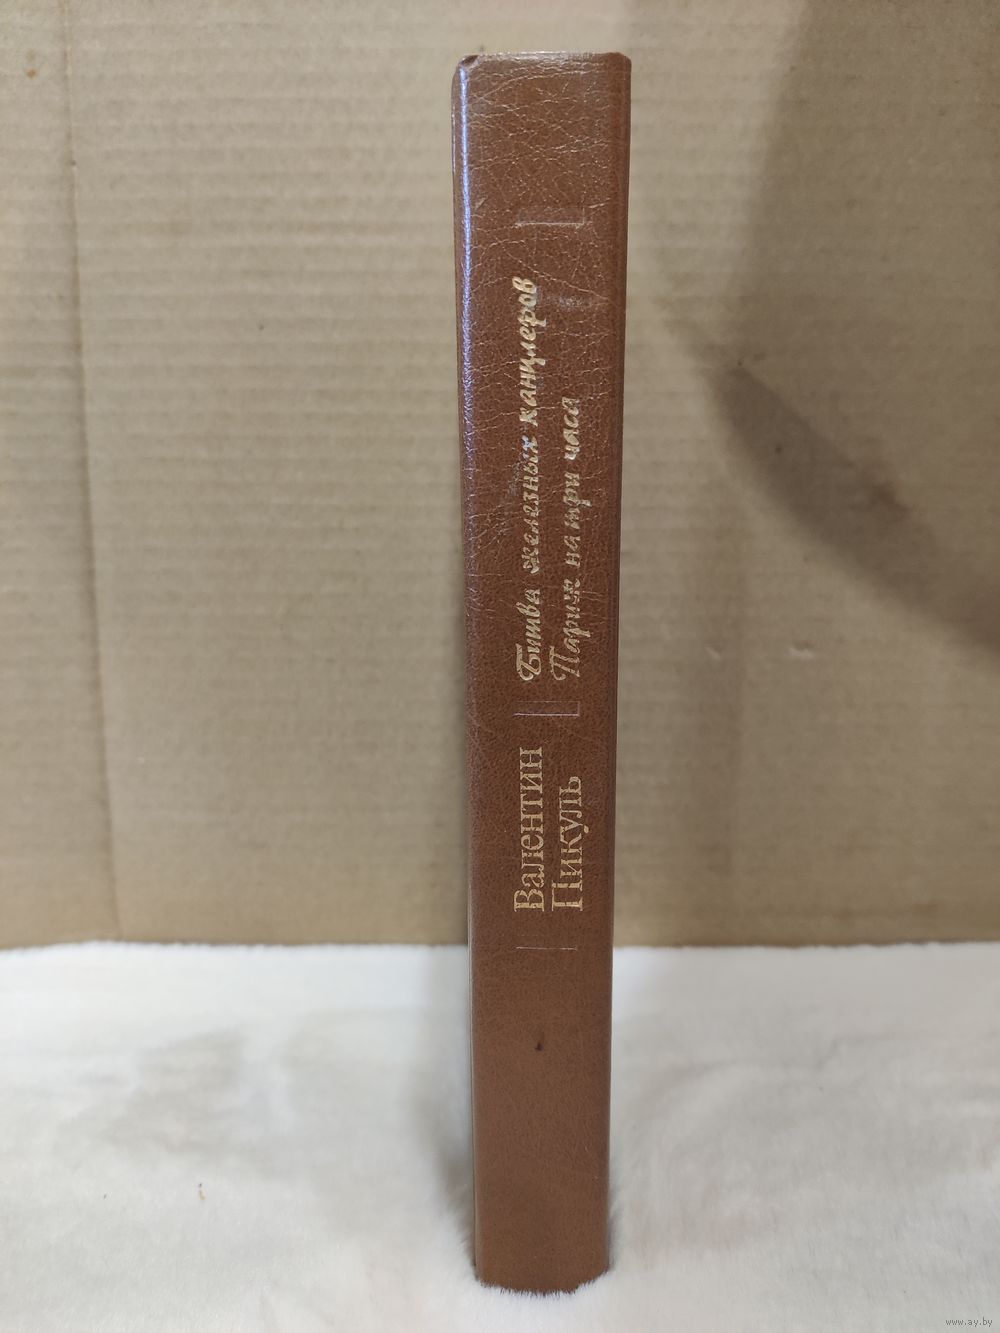 Валентин
Пикуль
Битва железных канцлеров
Париж на три часа
www.ay.by